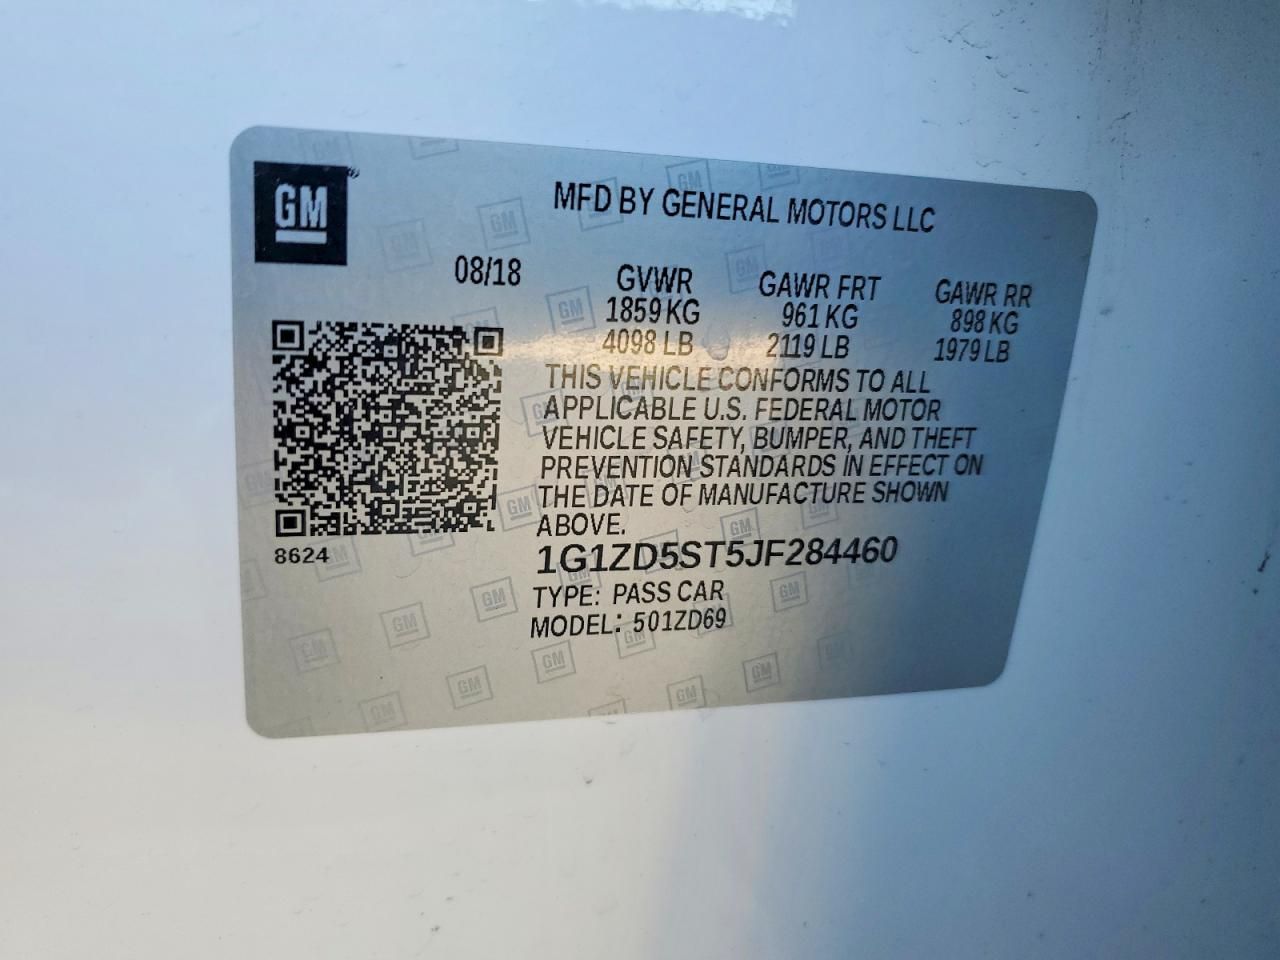 GM
MFD BY GENERAL MOTORS LLC
08/18 GVWR GAWR FRT GAWR RR
1859 KG 961 KG 898 KG
4098 LB 2119 LB 1979 LB
THIS VEHICLE CONFORMS TO ALL
APPLICABLE U.S. FEDERAL MOTOR
VEHICLE SAFETY, BUMPER, AND THEFT
PREVENTION STANDARDS IN EFFECT ON
THE DATE OF MANUFACTURE SHOWN
ABOVE.
8624
1G1ZD5ST5JF284460
TYPE: PASS CAR
MODEL: 501ZD69